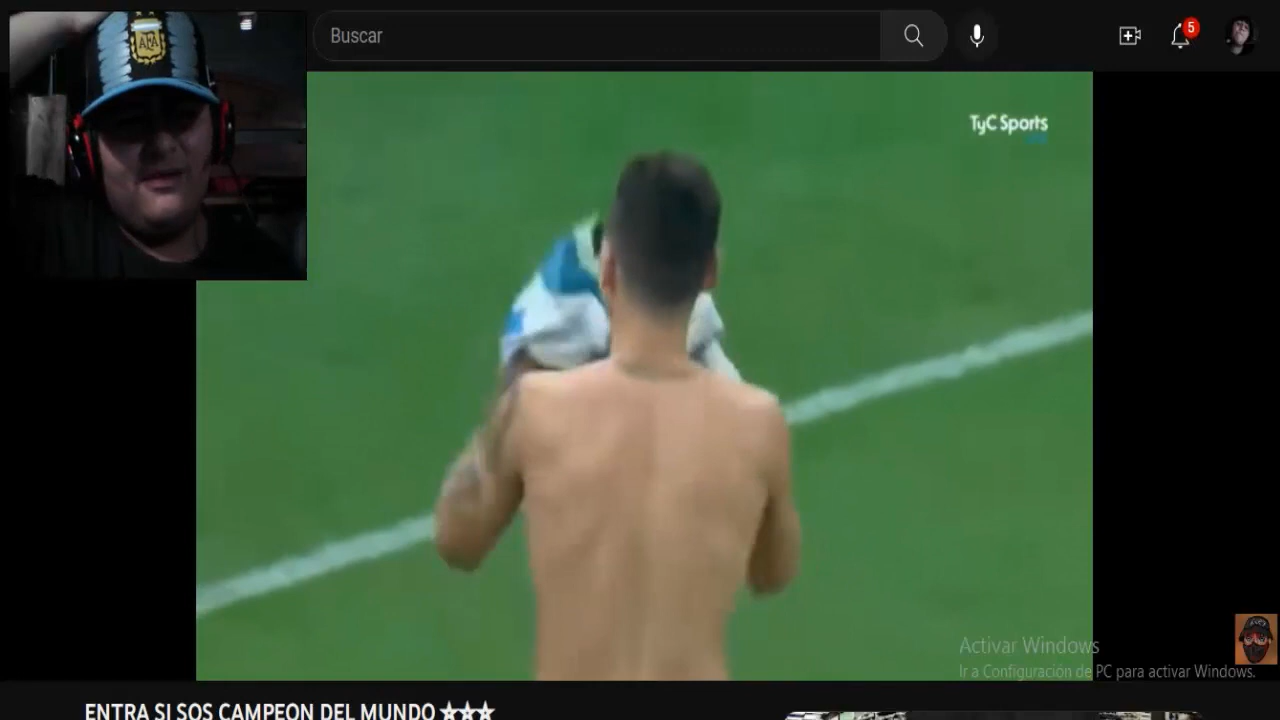 AFA
Buscar
5
TyC Sports
Activar Windows
Ir a Configuración de PC para activar Windows.
ENTRA SI SOS CAMPEON DEL MUNDO ★★★